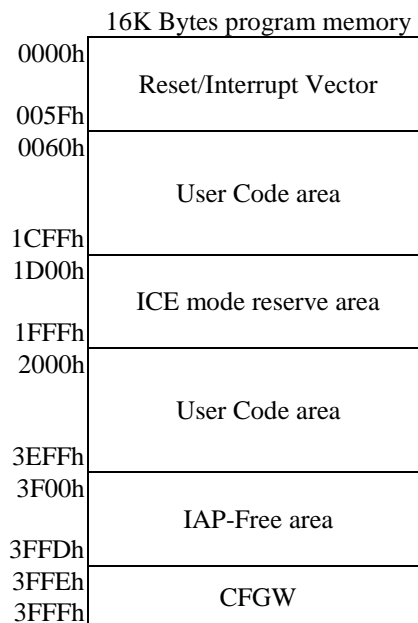 16K Bytes program memory
0000h
Reset/Interrupt Vector
005Fh
0060h
User Code area
1CFFh
1D00h
ICE mode reserve area
1FFFh
2000h
User Code area
3EFFh
3F00h
IAP-Free area
3FFDh
3FFEh
CFGW
3FFFh